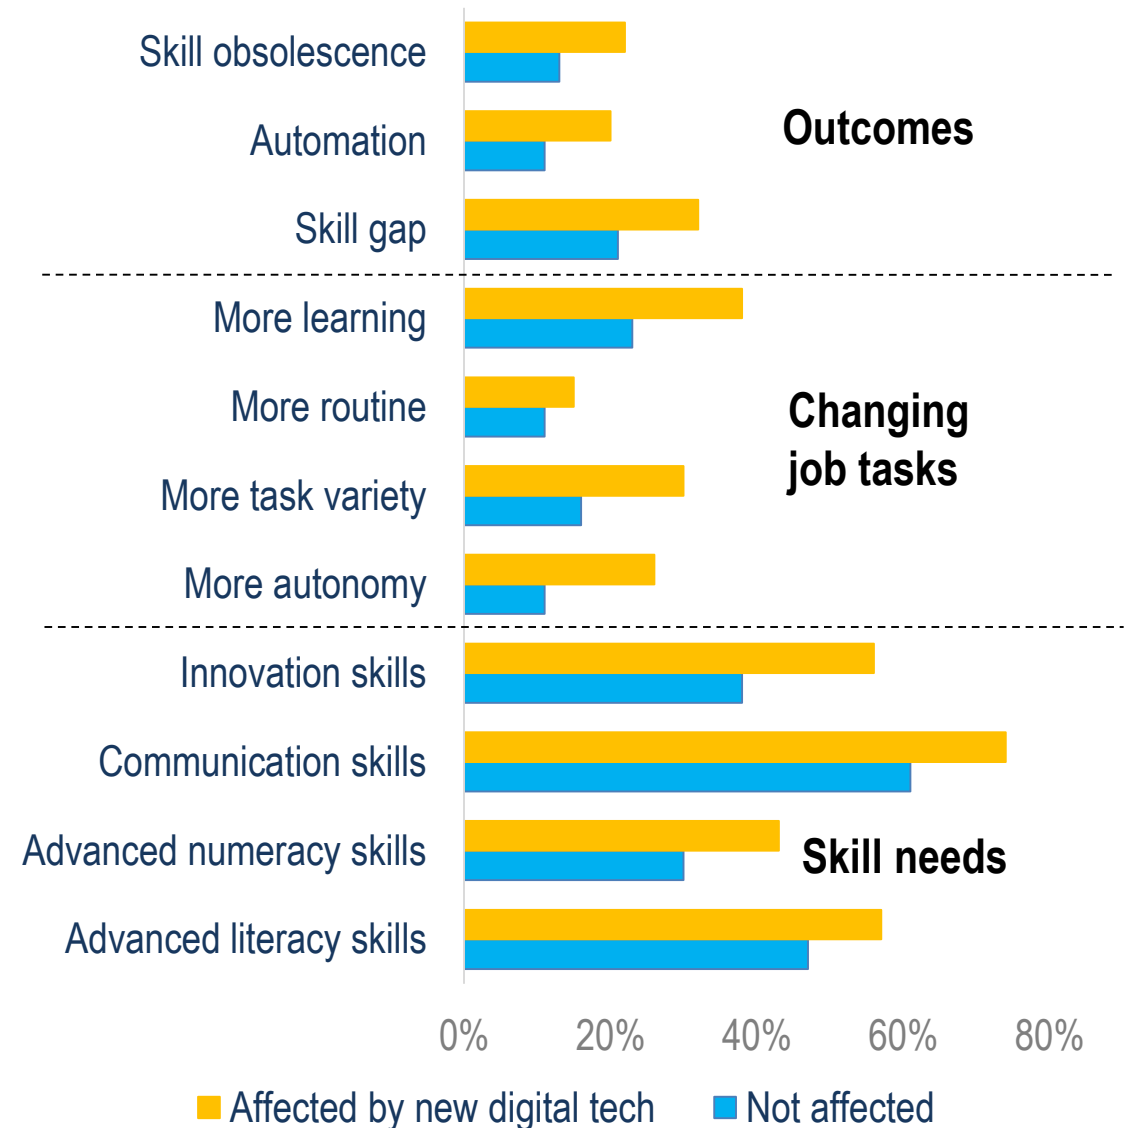 Skill obsolescence
Automation
Outcomes
Skill gap
More learning
More routine
Changing
job tasks
More task variety
More autonomy
Innovation skills
Communication skills
Advanced numeracy skills
Skill needs
Advanced literacy skills
0% 20% 40% 60% 80%
Affected by new digital tech Not affected